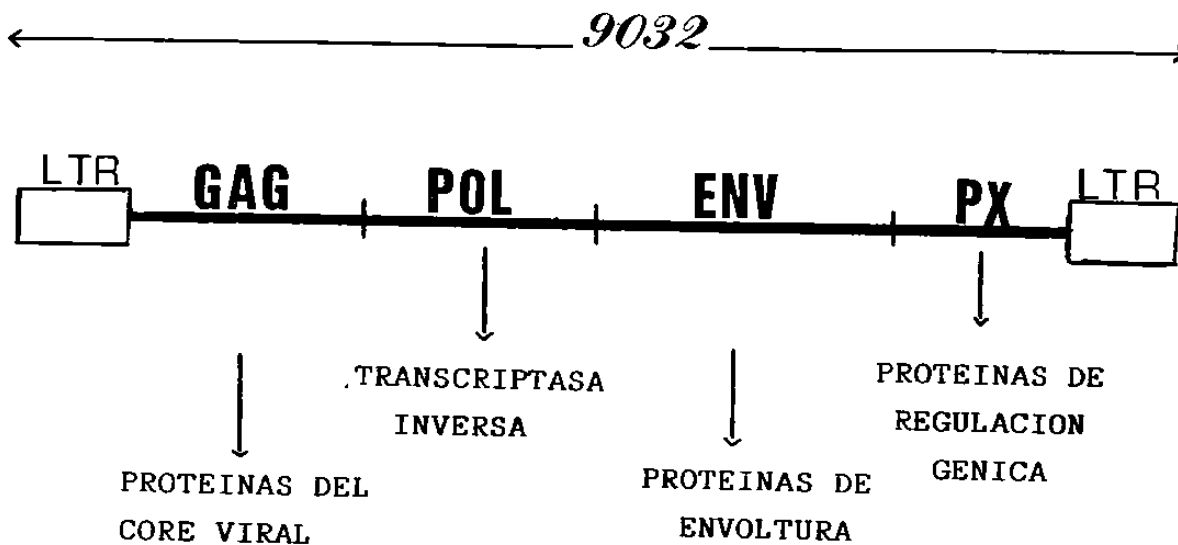 9032
LTR GAG POL ENV PX LTR
.TRANSCRIPTASA
INVERSA
PROTEINAS DE
REGULACION
GENICA
PROTEINAS DEL
CORE VIRAL
PROTEINAS DE
ENVOLTURA